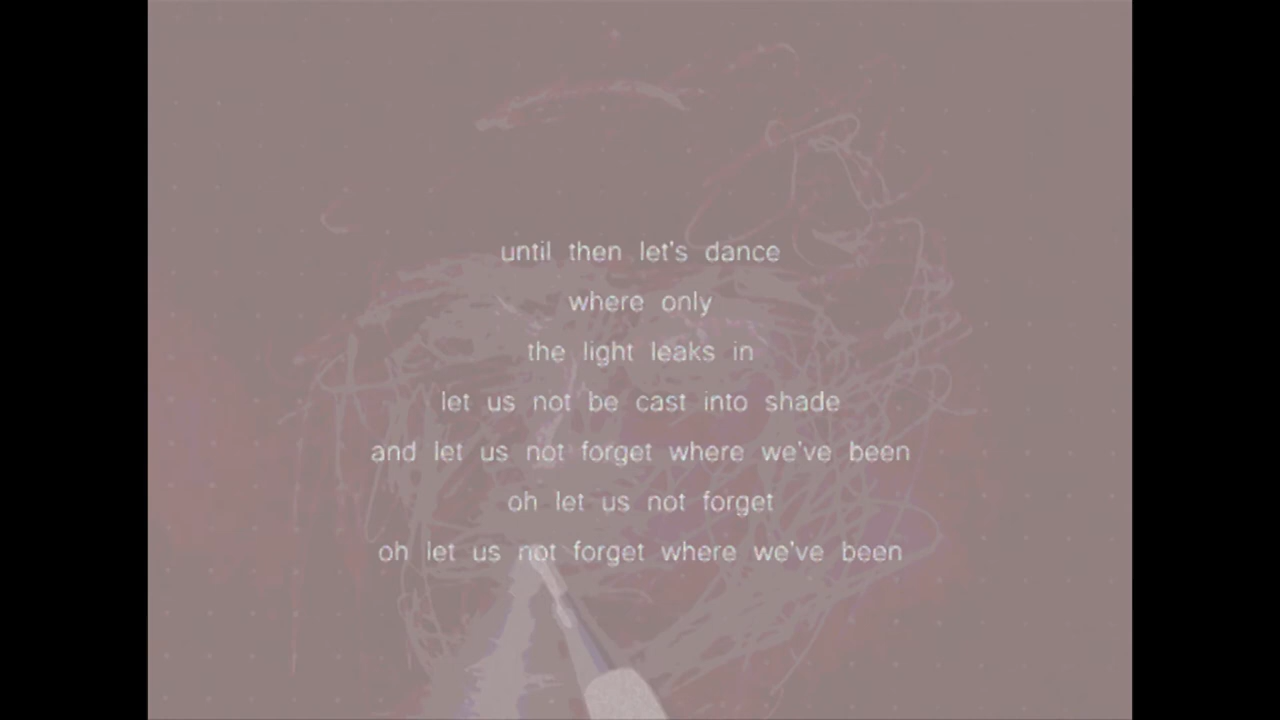 until then let's dance
where only
the light leaks in
let us not be cast into shade
and let us not forget where we've been
oh let us not forget
oh let us not forget where we've been